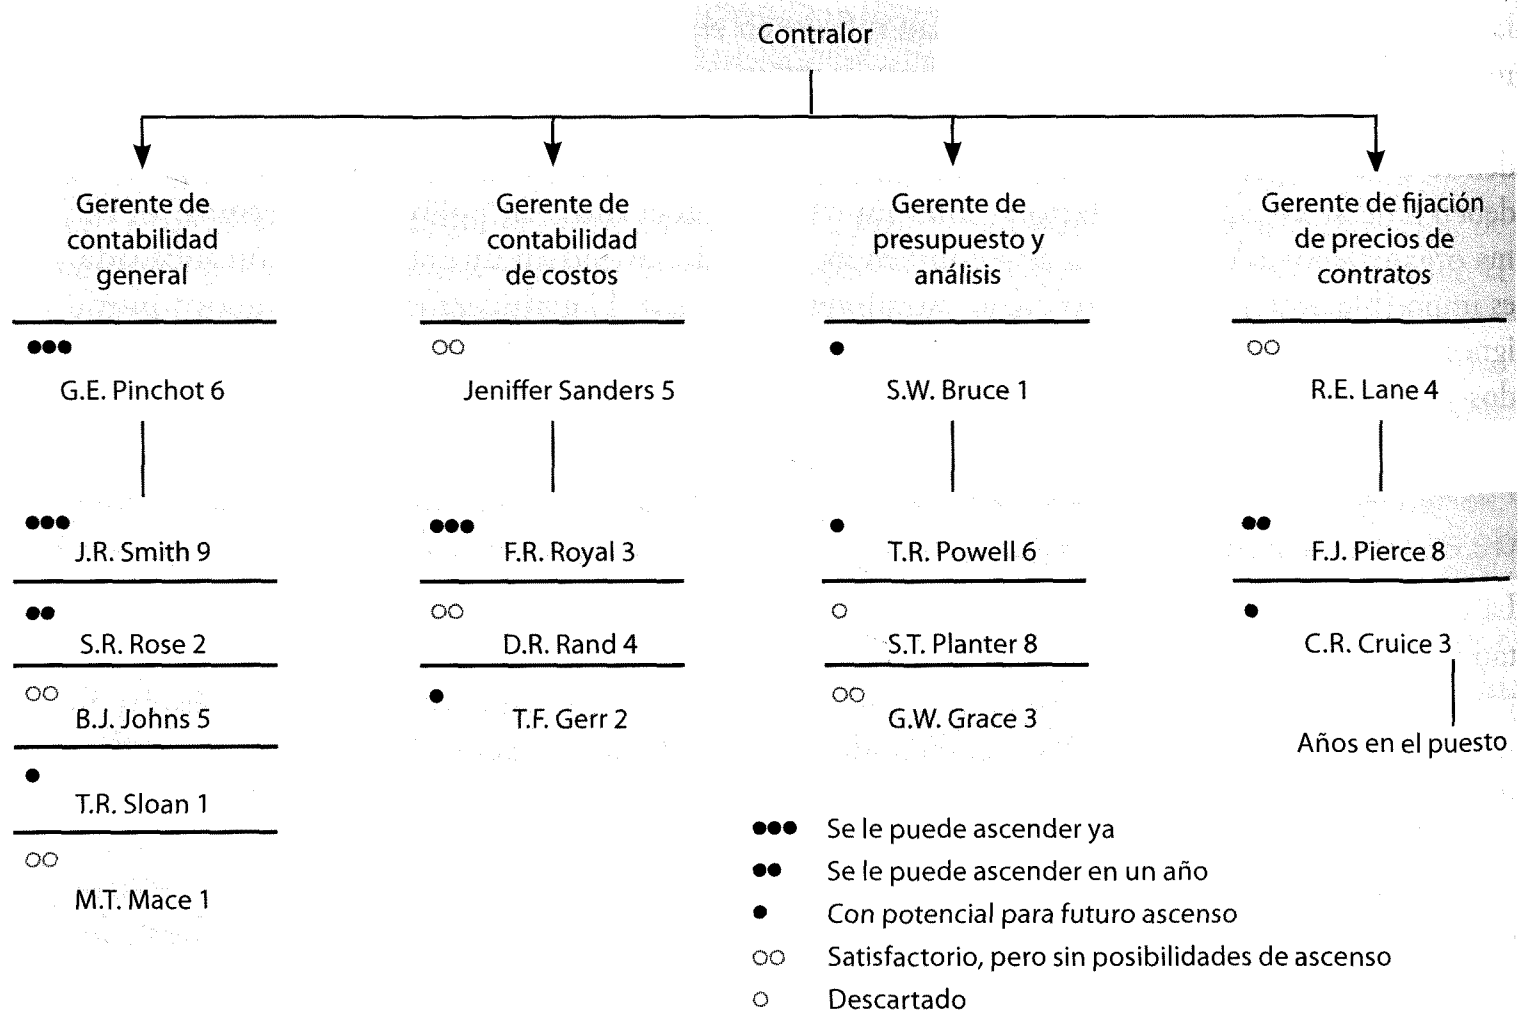 Contralor
Gerente de
contabilidad
general
Gerente de
contabilidad
de costos
Gerente de
presupuesto y
análisis
Gerente de fijación
de precios de
contratos
G.E. Pinchot 6
Jeniffer Sanders 5
S.W. Bruce 1
R.E. Lane 4
J.R. Smith 9
F.R. Royal 3
T.R. Powell 6
F.J. Pierce 8
S.R. Rose 2
D.R. Rand 4
S.T. Planter 8
C.R. Cruice 3
B.J. Johns 5
T.F. Gerr 2
G.W. Grace 3
Años en el puesto
T.R. Sloan 1
M.T. Mace 1
Se le puede ascender ya
Se le puede ascender en un año
Con potencial para futuro ascenso
Satisfactorio, pero sin posibilidades de ascenso
Descartado